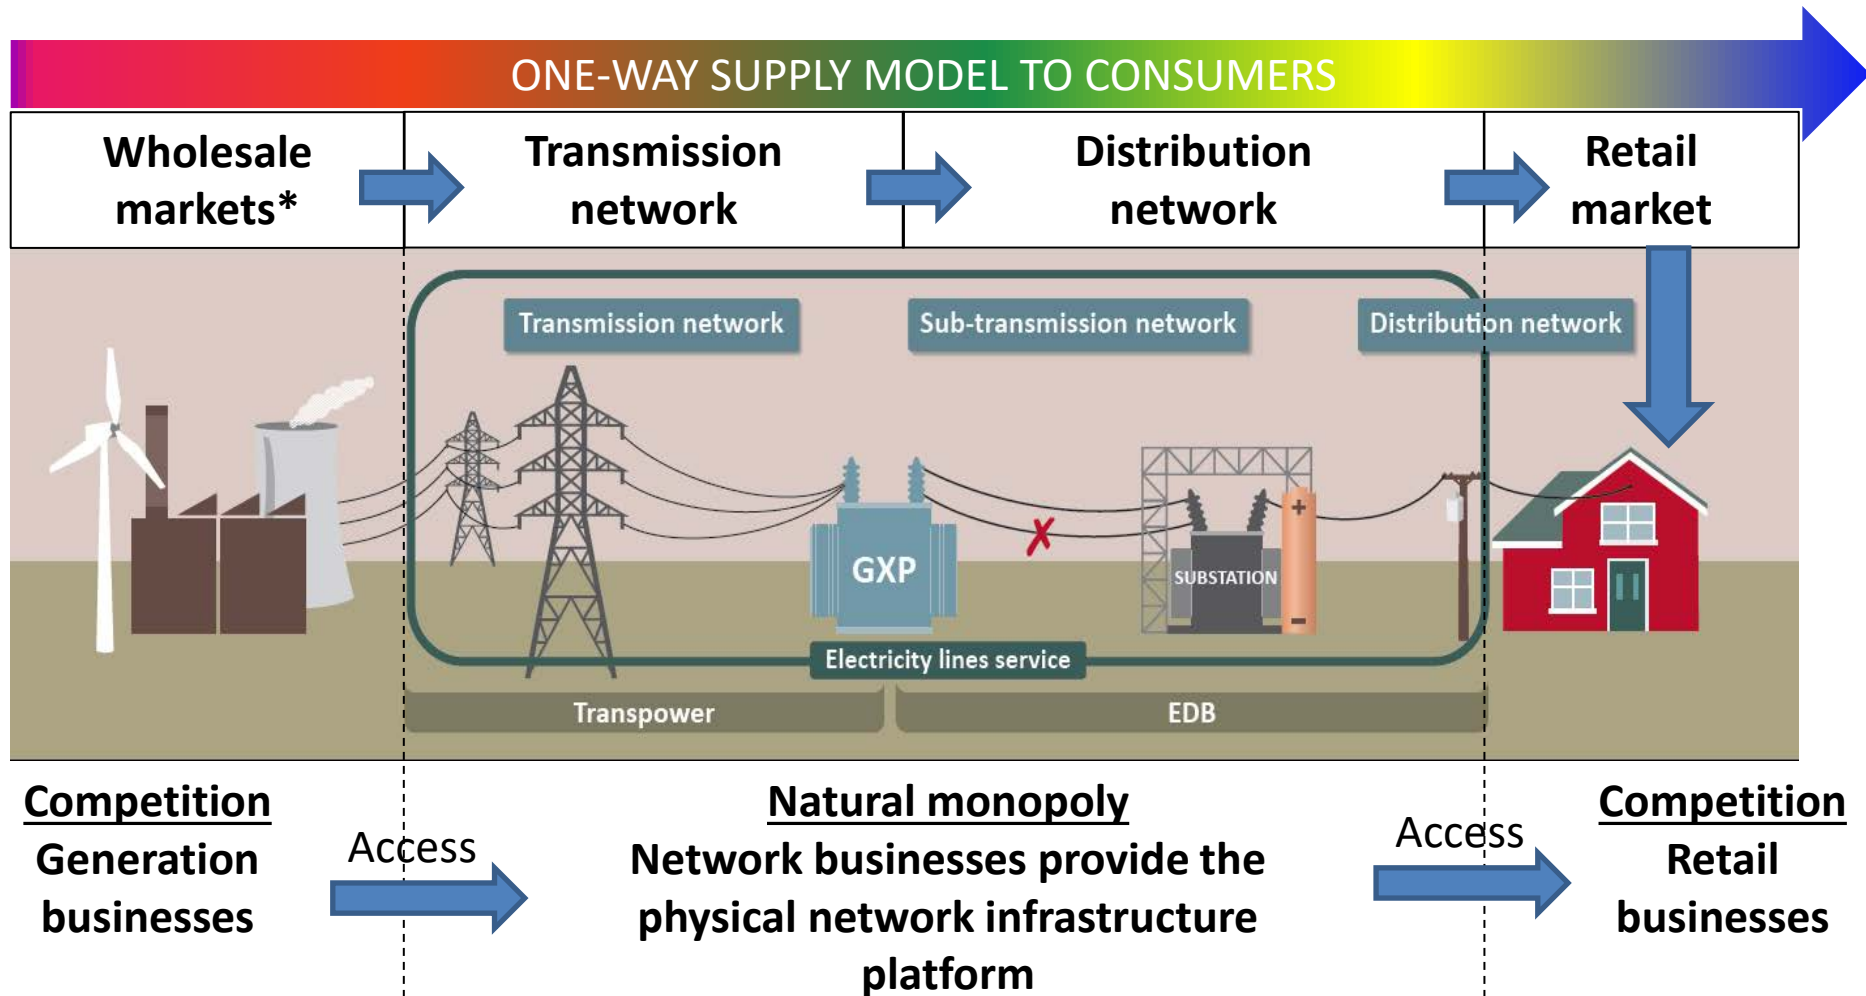 ONE-WAY SUPPLY MODEL TO CONSUMERS
Wholesale
markets*
Transmission
network
Distribution
network
Retail
market
Transmission network
Sub-transmission network
Distribution network
GXP
SUBSTATION
+
-
Electricity lines service
Transpower
EDB
Competition
Generation
businesses
Access
Natural monopoly
Network businesses provide the
physical network infrastructure
platform
Access
Competition
Retail
businesses